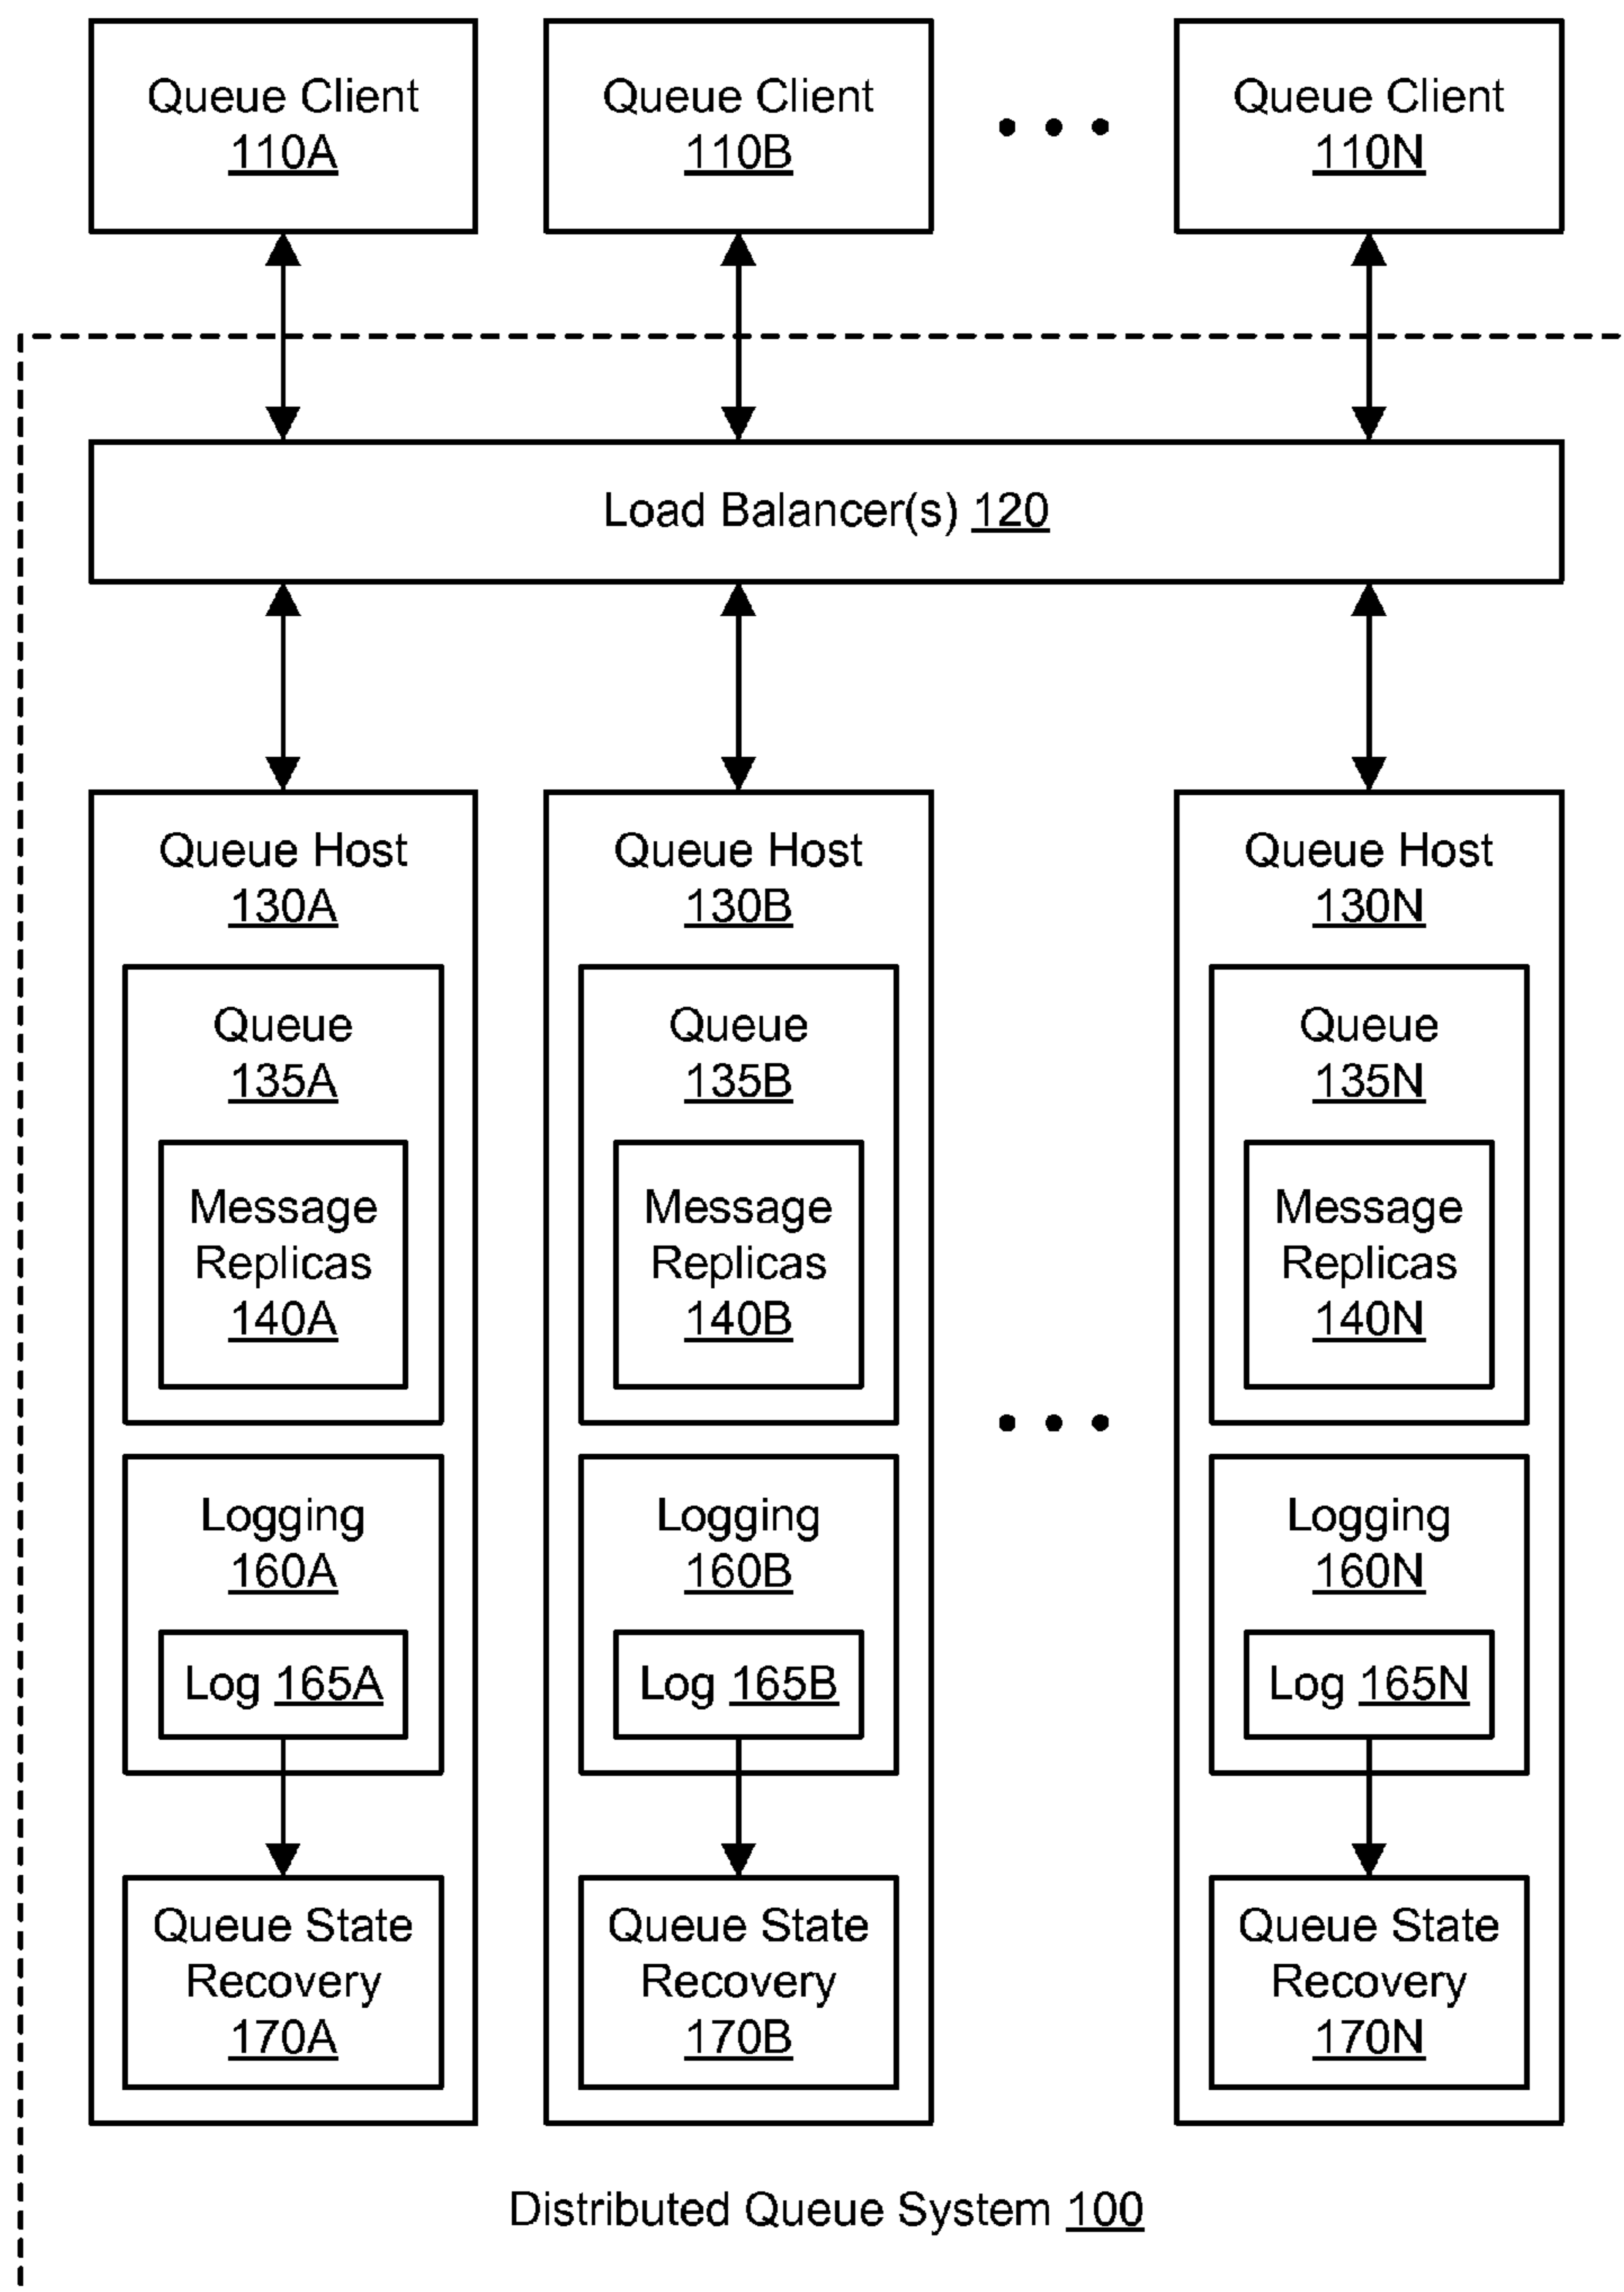 Queue Client
110A
Queue Client
110B
Queue Client
110N
Load Balancer(s) 120
Queue Host
130A
Queue
135A
Message
Replicas
140A
Logging
160A
Log 165A
Queue State
Recovery
170A
Queue Host
130B
Queue
135B
Message
Replicas
140B
Logging
160B
Log 165B
Queue State
Recovery
170B
Queue Host
130N
Queue
135N
Message
Replicas
140N
Logging
160N
Log 165N
Queue State
Recovery
170N
Distributed Queue System 100